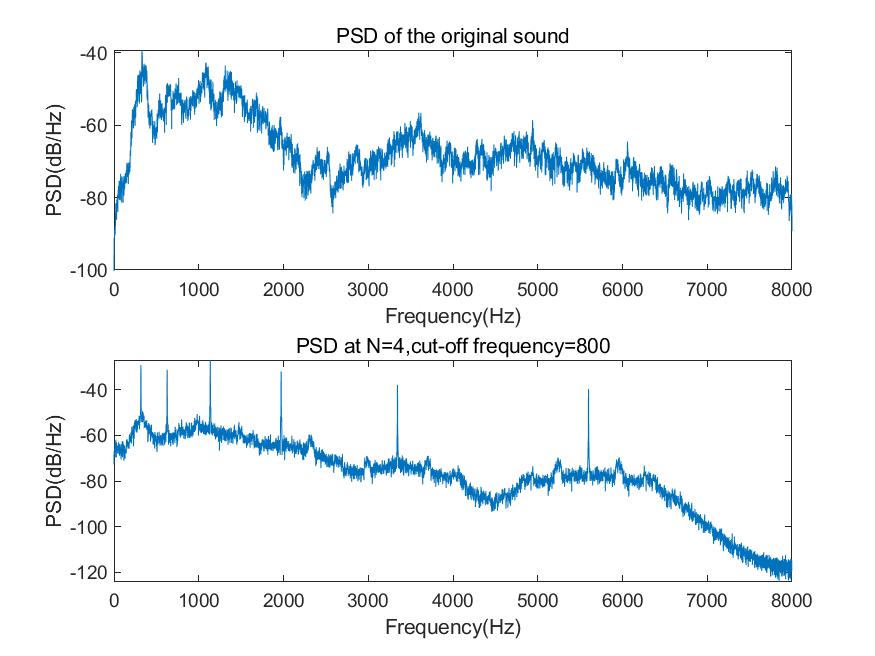 PSD of the original sound
-40
-60
-80
-100
PSD(dB/Hz)
0 1000 2000 3000 4000 5000 6000 7000 8000
Frequency(Hz)
PSD at N=4,cut-off frequency=800
-40
-60
-80
-100
-120
PSD(dB/Hz)
0 1000 2000 3000 4000 5000 6000 7000 8000
Frequency(Hz)